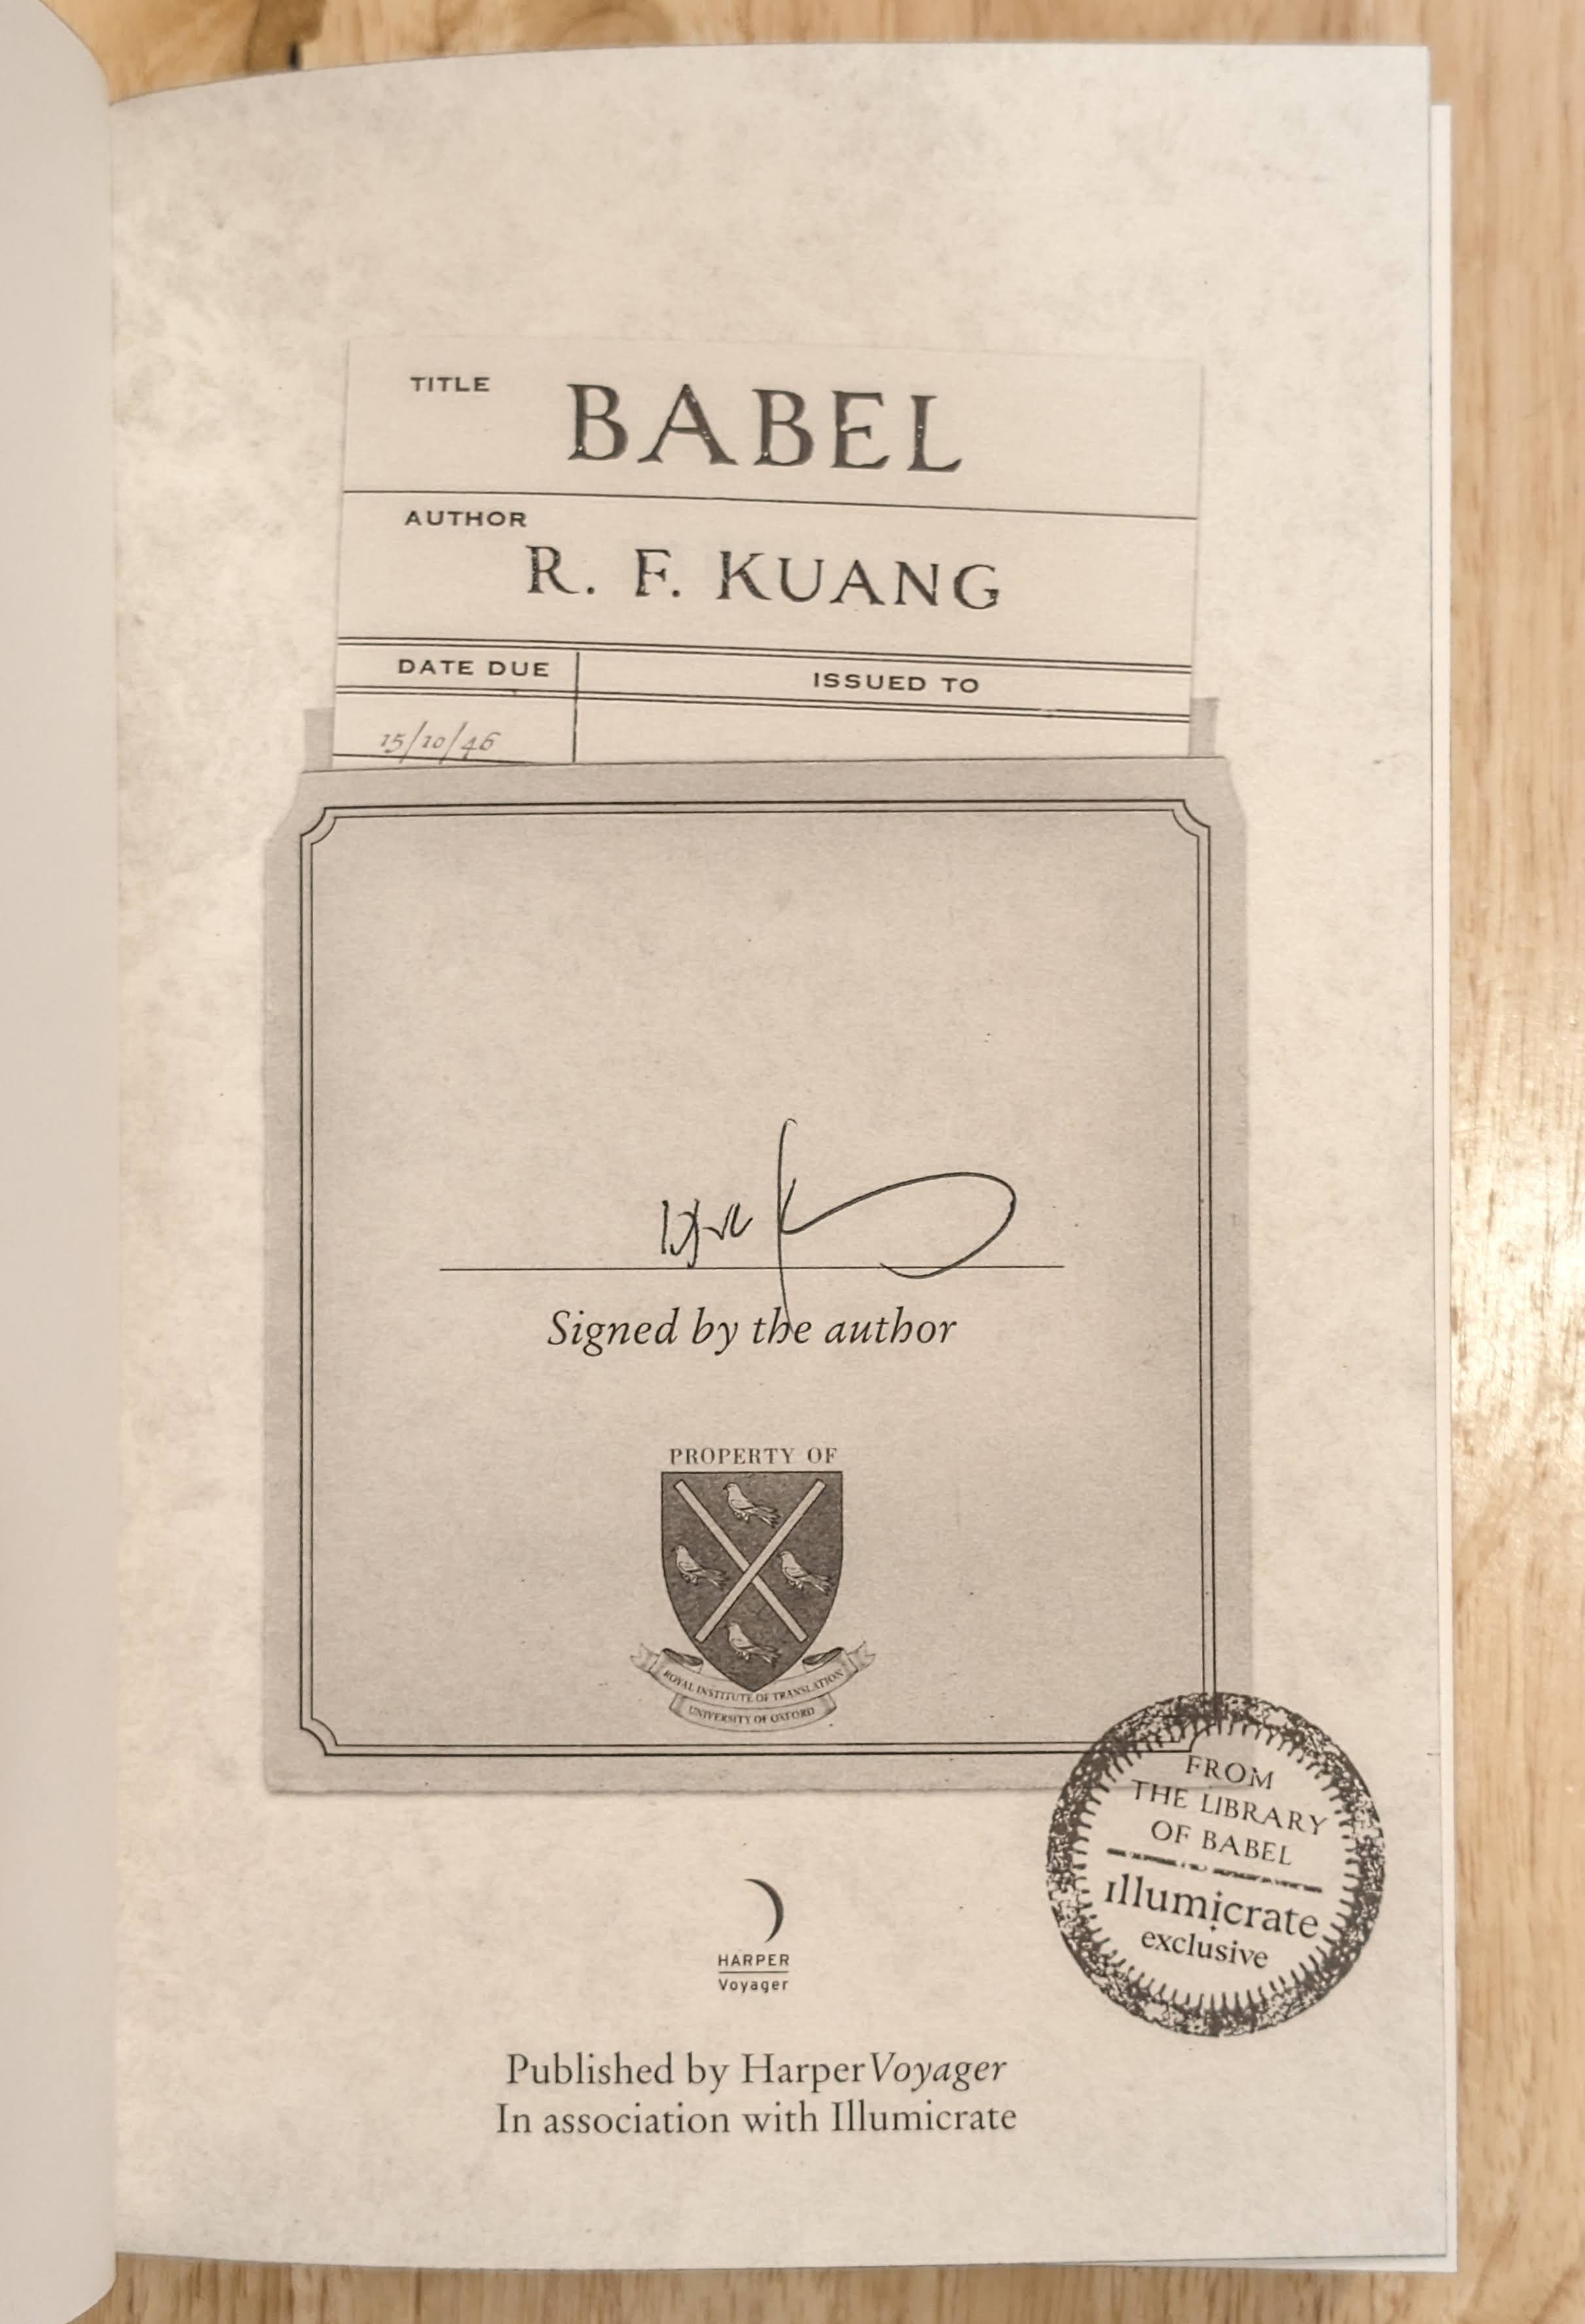 TITLE BABEL
AUTHOR
R. F. KUANG
DATE DUE ISSUED TO
15/10/46
Signed by the author
PROPERTY OF
ROYAL INSTITUTE OF TRANSLATION
UNIVERSITY OF OXFORD
FROM
THE LIBRARY
OF BABEL
illumicrate
exclusive
HARPER
Voyager
Published by HarperVoyager
In association with Illumicrate